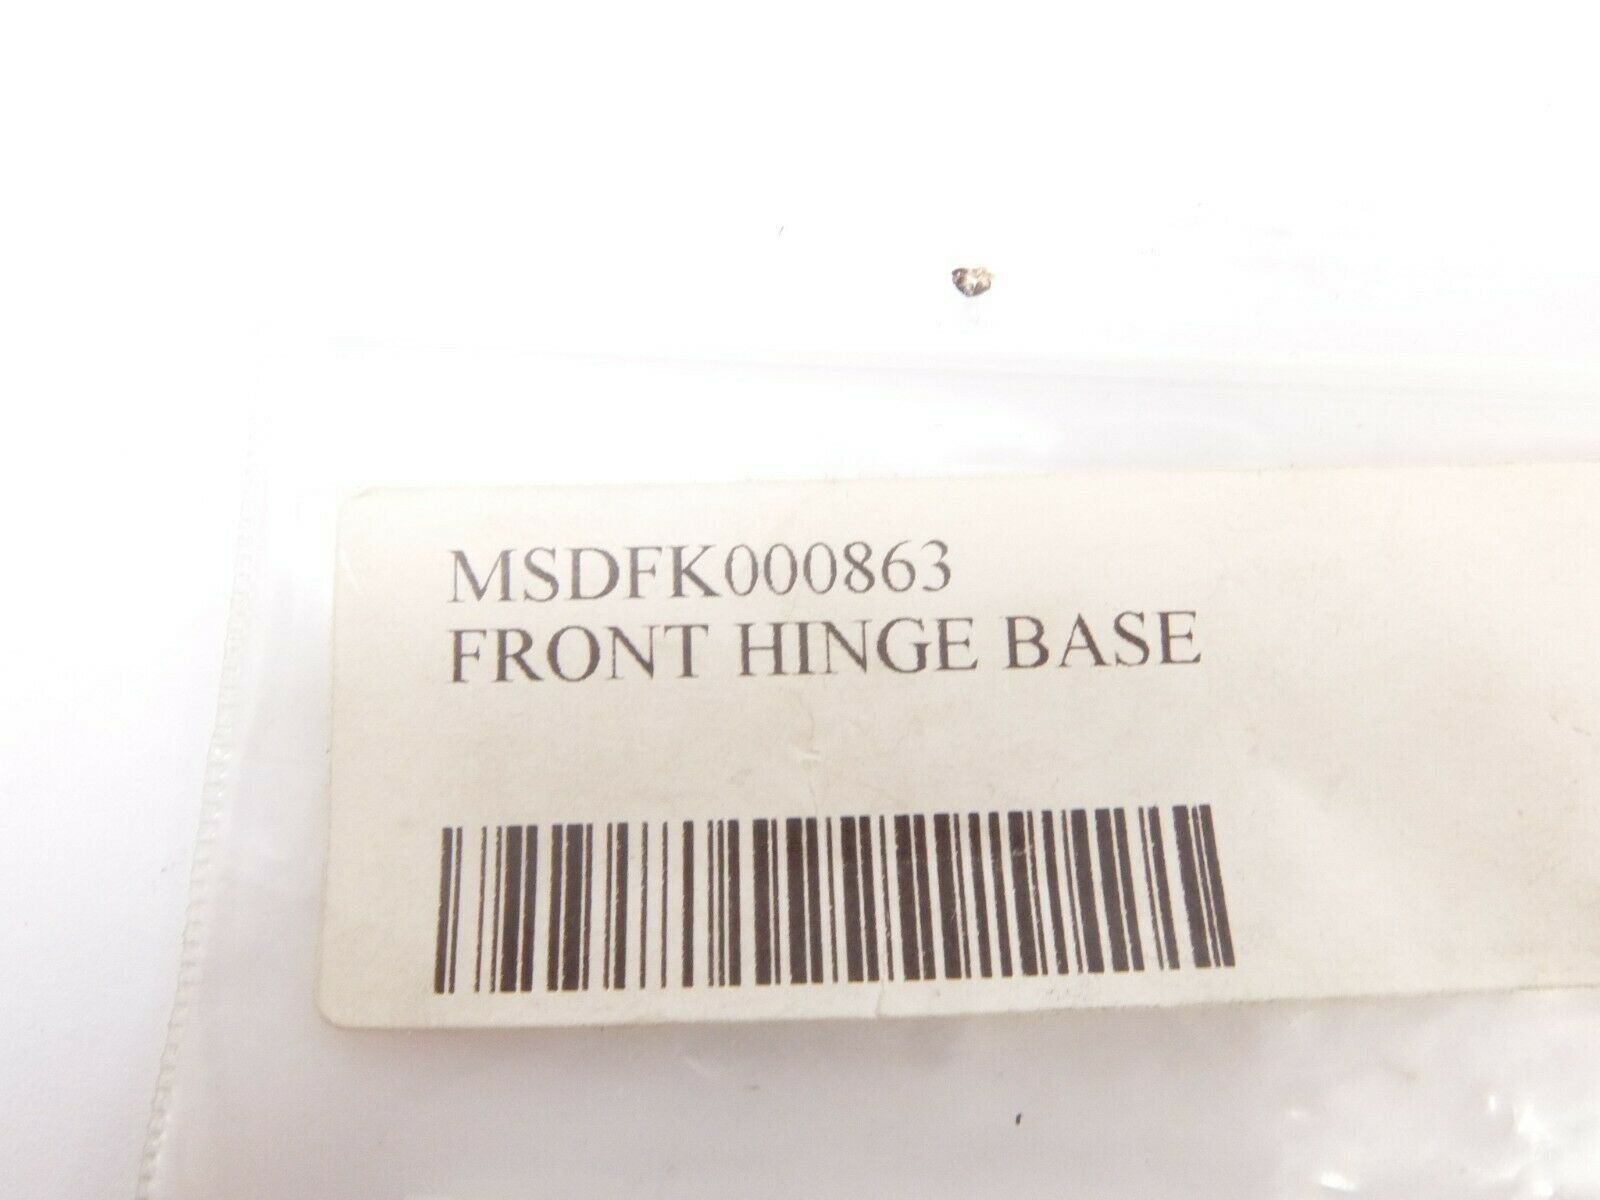 MSDFK000863
FRONT HINGE BASE